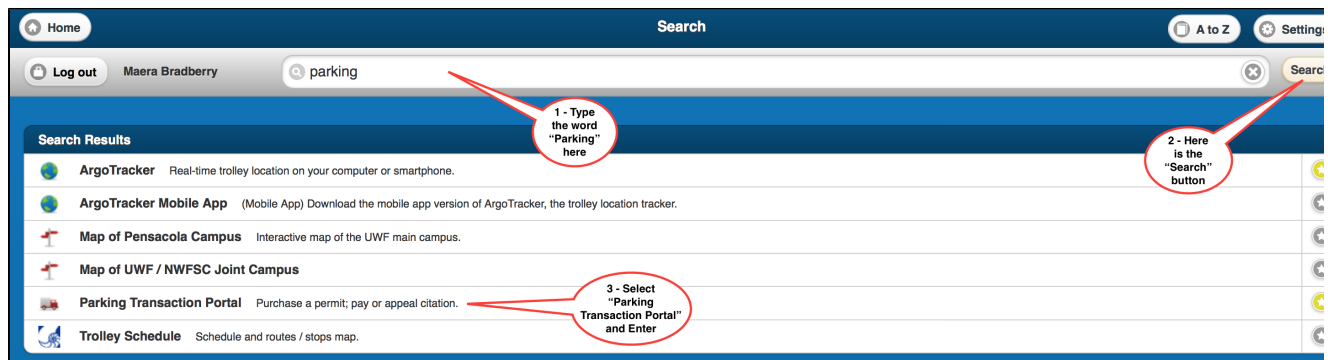 Home
Search
A to Z
Settings
Log out
Maera Bradberry
parking
Search
1 - Type
the word
“Parking”
here
2 - Here
is the
“Search”
button
Search Results
ArgoTracker Real-time trolley location on your computer or smartphone.
ArgoTracker Mobile App (Mobile App) Download the mobile app version of ArgoTracker, the trolley location tracker.
Map of Pensacola Campus Interactive map of the UWF main campus.
Map of UWF / NWFSC Joint Campus
Parking Transaction Portal Purchase a permit; pay or appeal citation.
3 - Select
“Parking
Transaction Portal”
and Enter
Trolley Schedule Schedule and routes / stops map.